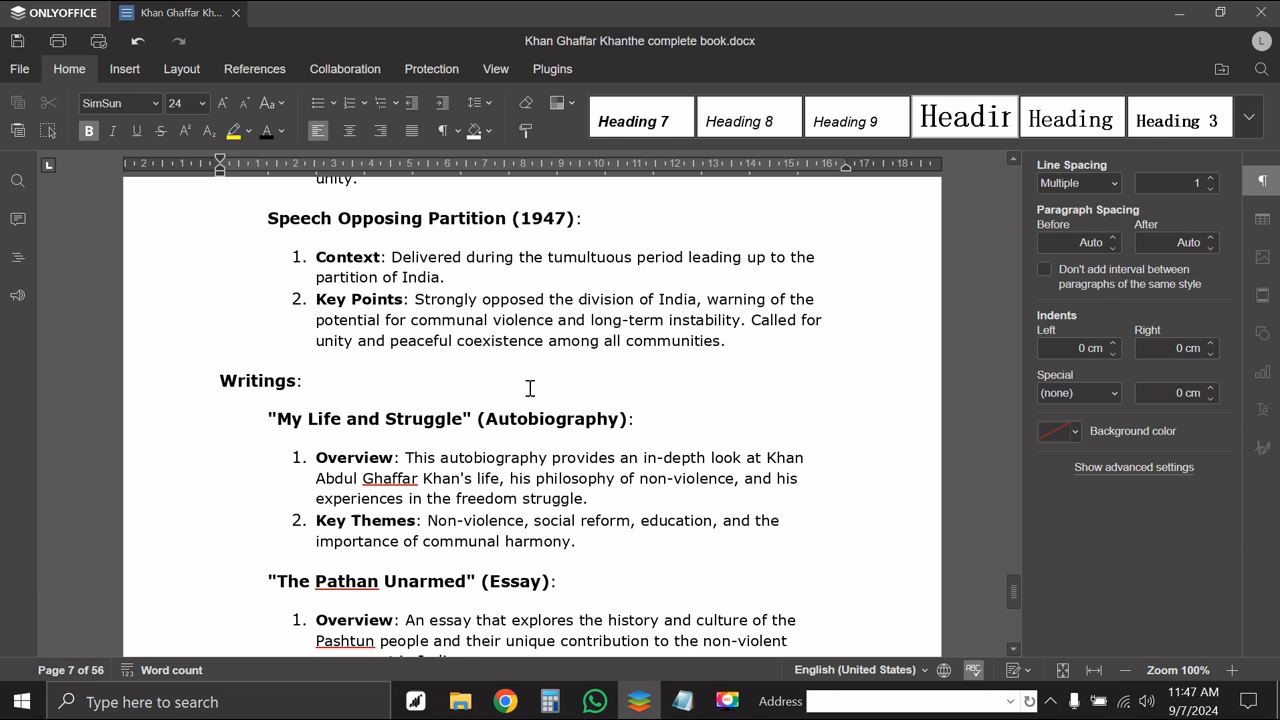 ONLYOFFICE
Khan Ghaffar Kh...
Khan Ghaffar Khanthe complete book.docx
L
File Home Insert Layout References Collaboration Protection View Plugins
SimSun 24
Heading 7 Heading 8 Heading 9 Headir Heading Heading 3
unity.
Speech Opposing Partition (1947):
1. Context: Delivered during the tumultuous period leading up to the
partition of India.
2. Key Points: Strongly opposed the division of India, warning of the
potential for communal violence and long-term instability. Called for
unity and peaceful coexistence among all communities.
Writings:
"My Life and Struggle" (Autobiography):
1. Overview: This autobiography provides an in-depth look at Khan
Abdul Ghaffar Khan's life, his philosophy of non-violence, and his
experiences in the freedom struggle.
2. Key Themes: Non-violence, social reform, education, and the
importance of communal harmony.
"The Pathan Unarmed" (Essay):
1. Overview: An essay that explores the history and culture of the
Pashtun people and their unique contribution to the non-violent
Line Spacing
Multiple 1
Paragraph Spacing
Before After
Auto Auto
Don't add interval between
paragraphs of the same style
Indents
Left Right
0 cm 0 cm
Special
(none) 0 cm
Background color
Show advanced settings
Page 7 of 56 Word count English (United States) Zoom 100%
Type here to search Address 11:47 AM
9/7/2024